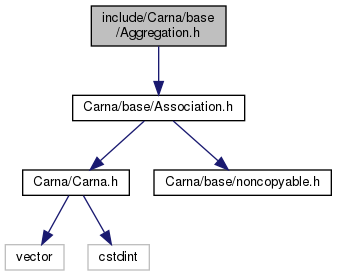 include/Carna/base
/Aggregation.h
Carna/base/Association.h
Carna/Carna.h
Carna/base/noncopyable.h
vector
cstdint